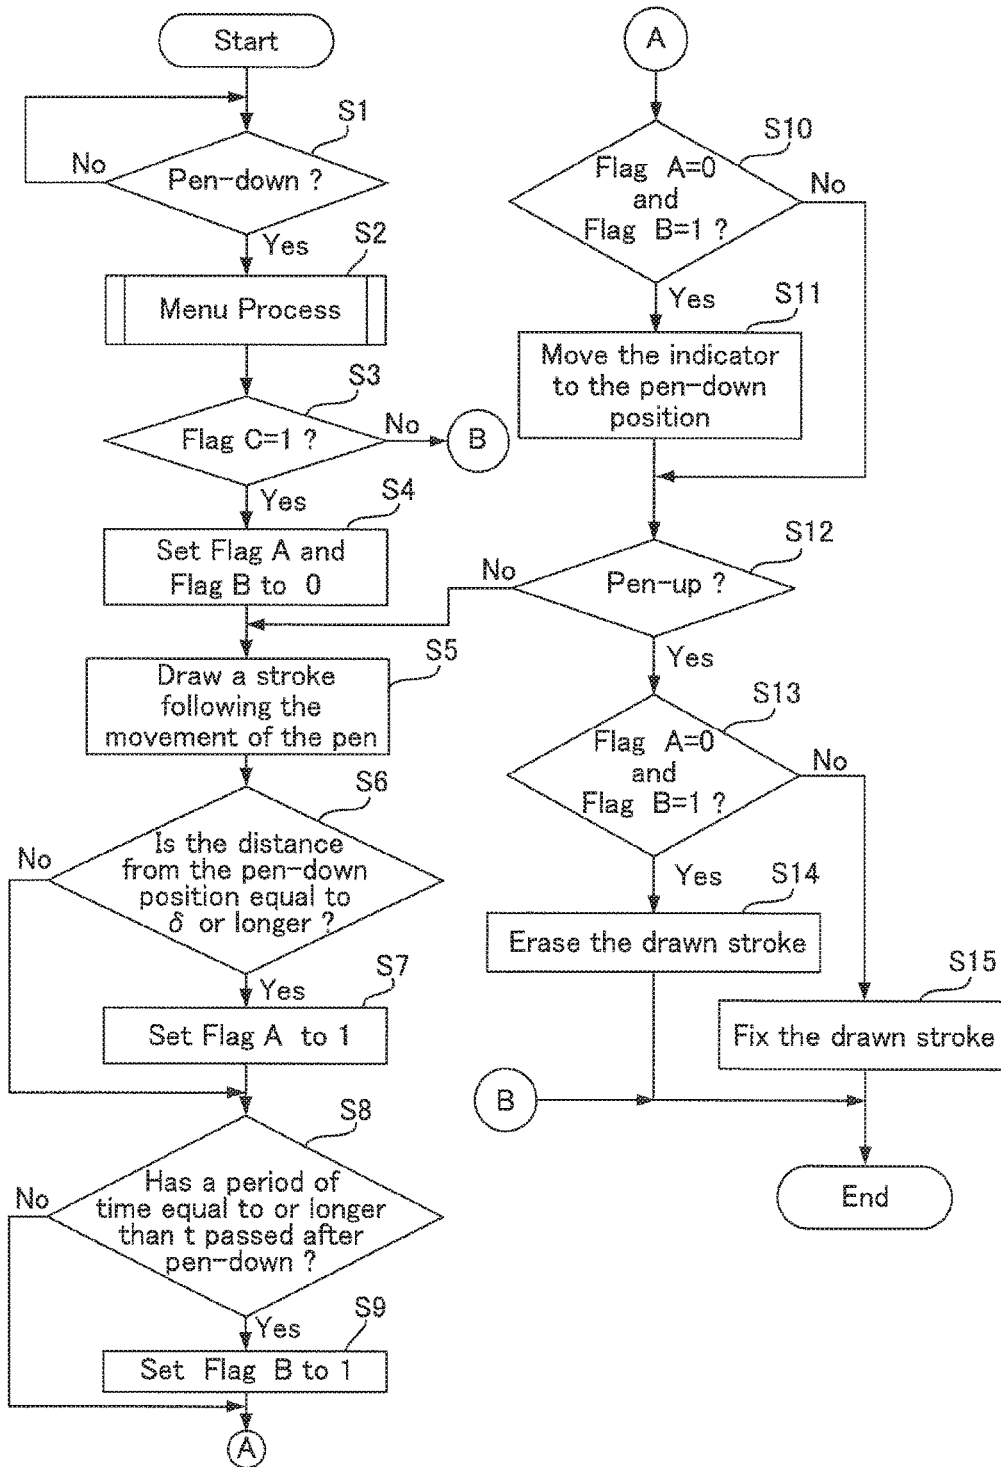 Start
S1
Pen-down ?
No
Yes
S2
Menu Process
S3
Flag C=1 ?
No
B
Yes
S4
Set Flag A and
Flag B to 0
S5
Draw a stroke
following the
movement of the pen
S6
Is the distance
from the pen-down
position equal to
δ or longer ?
No
Yes
S7
Set Flag A to 1
S8
Has a period of
time equal to or longer
than t passed after
pen-down ?
No
Yes
S9
Set Flag B to 1
A
A
S10
Flag A=0
and
Flag B=1 ?
No
Yes
S11
Move the indicator
to the pen-down
position
S12
Pen-up ?
No
Yes
S13
Flag A=0
and
Flag B=1 ?
No
Yes
S14
Erase the drawn stroke
S15
Fix the drawn stroke
B
End